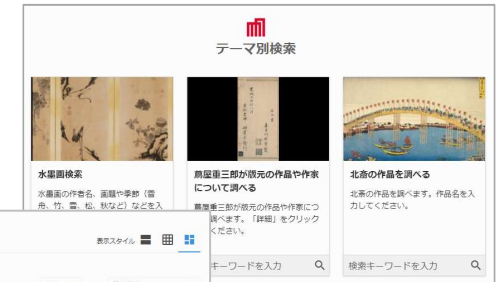 テーマ別検索
水墨画検索
水墨画の作者名、画題や季節（雪
舟、竹、雪、松、秋など）などを入
蔦屋重三郎が版元の作品や作家
について調べる
蔦屋重三郎が版元の作品や作家につ
調べます。「詳細」をクリック
ください。
キーワードを入力
北斎の作品を調べる
北斎の作品を調べます。作品名を入
力してください。
検索キーワードを入力
表示スタイル